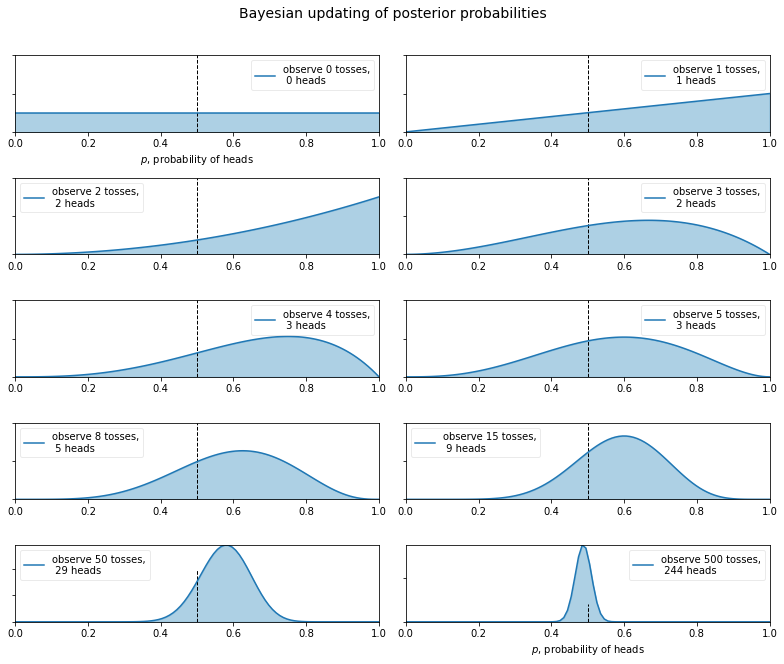 Bayesian updating of posterior probabilities
observe 0 tosses,
0 heads
0.0 0.2 0.4 0.6 0.8 1.0
p, probability of heads
observe 1 tosses,
1 heads
0.0 0.2 0.4 0.6 0.8 1.0
observe 2 tosses,
2 heads
0.0 0.2 0.4 0.6 0.8 1.0
observe 3 tosses,
2 heads
0.0 0.2 0.4 0.6 0.8 1.0
observe 4 tosses,
3 heads
0.0 0.2 0.4 0.6 0.8 1.0
observe 5 tosses,
3 heads
0.0 0.2 0.4 0.6 0.8 1.0
observe 8 tosses,
5 heads
0.0 0.2 0.4 0.6 0.8 1.0
observe 15 tosses,
9 heads
0.0 0.2 0.4 0.6 0.8 1.0
observe 50 tosses,
29 heads
0.0 0.2 0.4 0.6 0.8 1.0
observe 500 tosses,
244 heads
0.0 0.2 0.4 0.6 0.8 1.0
p, probability of heads